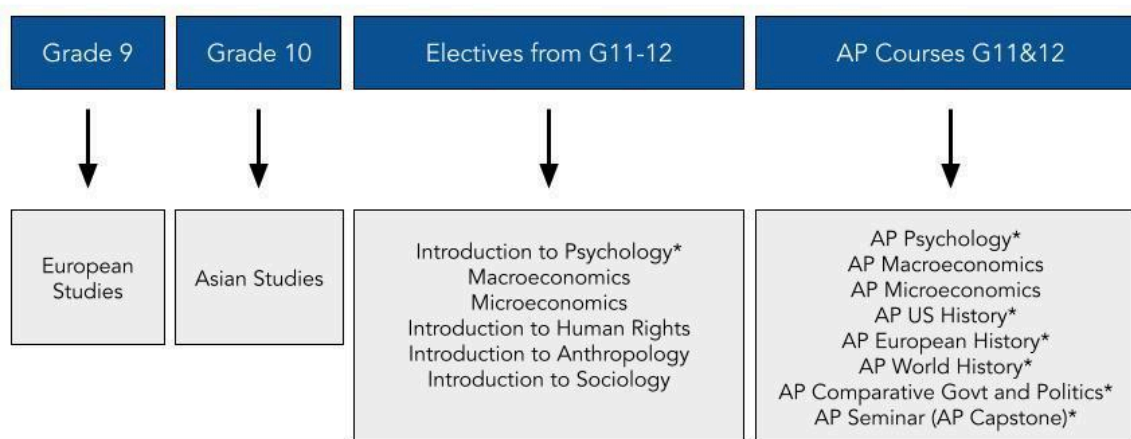 Grade 9
Grade 10
Electives from G11-12
AP Courses G11&12
European
Studies
Asian Studies
Introduction to Psychology*
Macroeconomics
Microeconomics
Introduction to Human Rights
Introduction to Anthropology
Introduction to Sociology
AP Psychology*
AP Macroeconomics
AP Microeconomics
AP US History*
AP European History*
AP World History*
AP Comparative Govt and Politics*
AP Seminar (AP Capstone)*